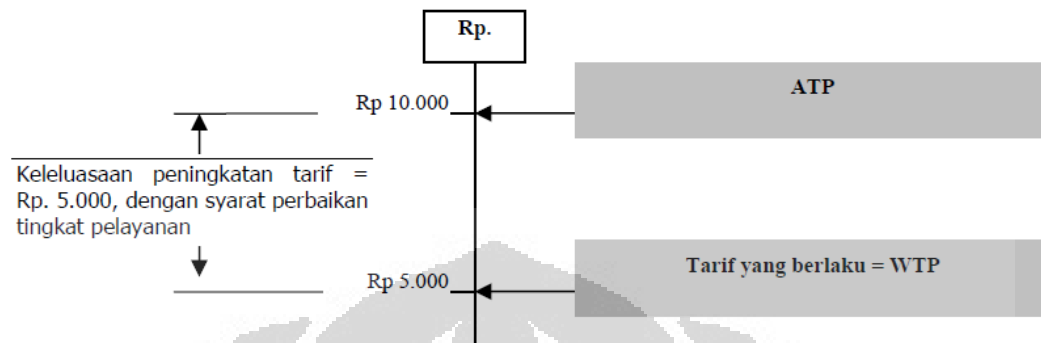 Rp.
ATP
Rp 10.000
Keleluasaan peningkatan tarif =
Rp. 5.000, dengan syarat perbaikan
tingkat pelayanan
Tarif yang berlaku = WTP
Rp 5.000